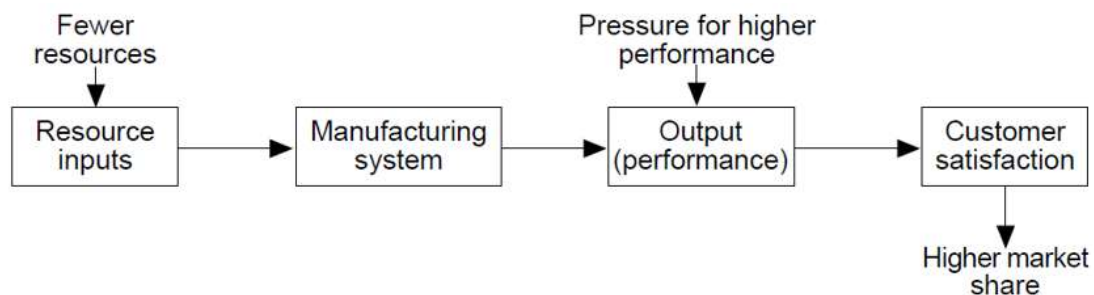 Fewer
resources
Pressure for higher
performance
Resource
inputs
Manufacturing
system
Output
(performance)
Customer
satisfaction
Higher market
share